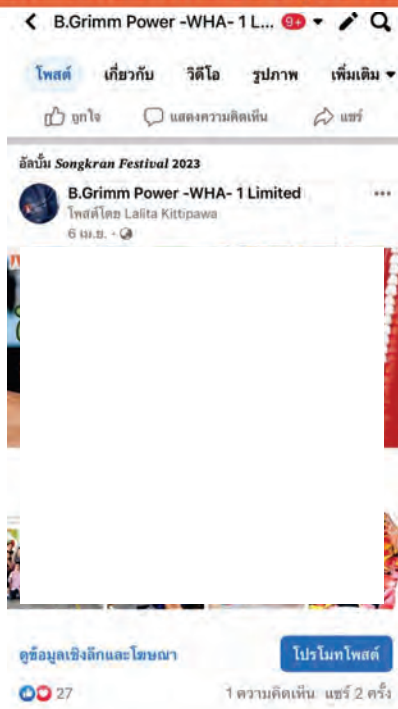 B.Grimm Power -WHA- 1 L... 9+
โพสต์ เกี่ยวกับ วิดีโอ รูปภาพ เพิ่มเติม
ถูกใจ แสดงความคิดเห็น แชร์
อัลบั้ม Songkran Festival 2023
B.Grimm Power -WHA- 1 Limited
โพสต์โดย Lalita Kittipawa
6 เม.ย. ·
ดูข้อมูลเชิงลึกและโฆษณา โปรโมทโพสต์
27 1 ความคิดเห็น แชร์ 2 ครั้ง